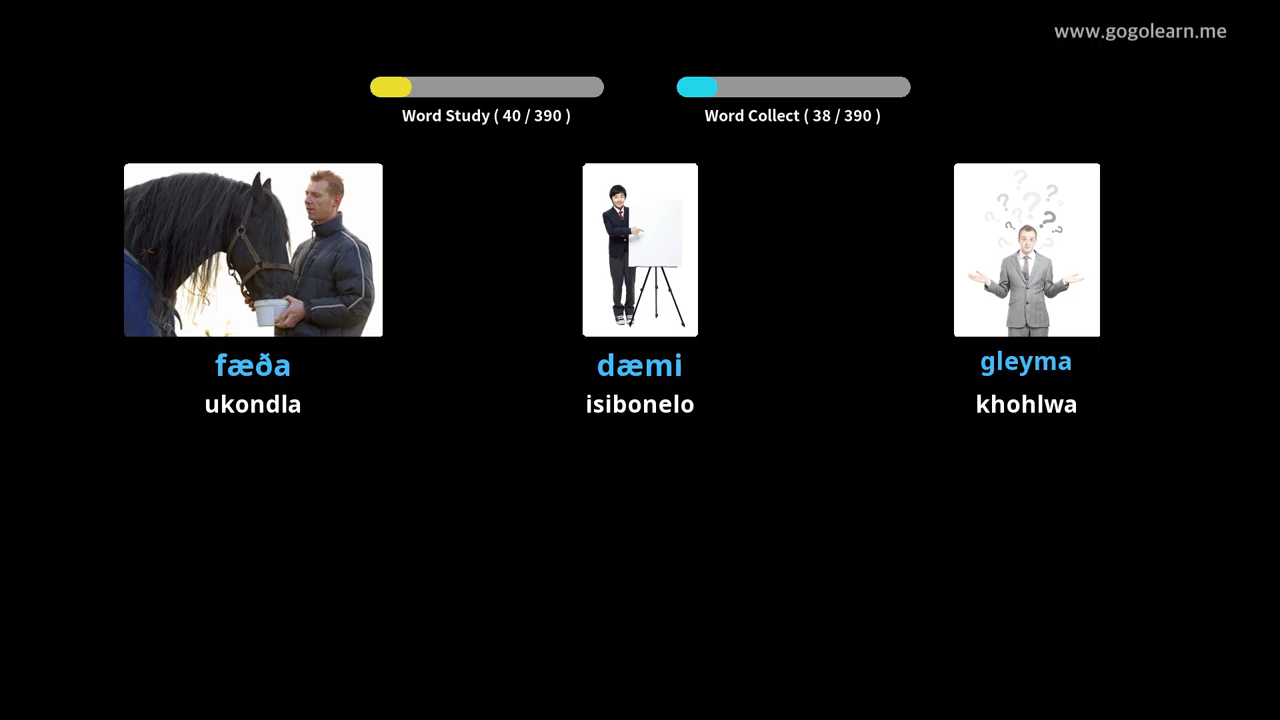 www.gogolearn.me
Word Study ( 40 / 390 )
Word Collect ( 38 / 390 )
fæða
ukondla
dæmi
isibonelo
gleyma
khohlwa